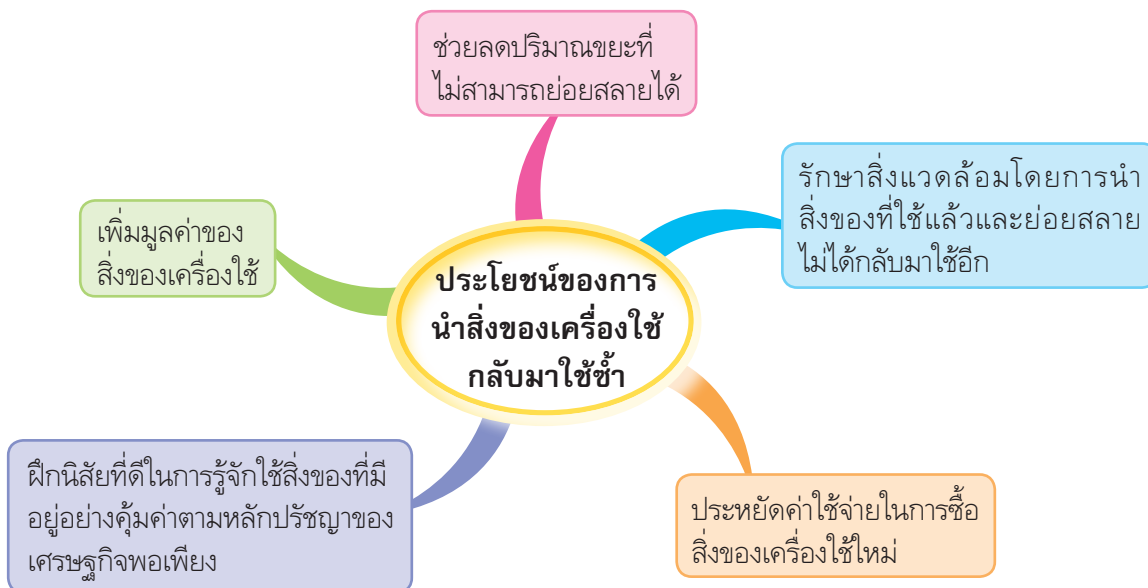 ช่วยลดปริมาณขยะที่
ไม่สามารถย่อยสลายได้
รักษาสิ่งแวดล้อมโดยการนำ
สิ่งของที่ใช้แล้วและย่อยสลาย
ไม่ได้กลับมาใช้อีก
เพิ่มมูลค่าของ
สิ่งของเครื่องใช้
ประโยชน์ของการ
นำสิ่งของเครื่องใช้
กลับมาใช้ซ้ำ
ฝึกนิสัยที่ดีในการรู้จักใช้สิ่งของที่มี
อยู่อย่างคุ้มค่าตามหลักปรัชญาของ
เศรษฐกิจพอเพียง
ประหยัดค่าใช้จ่ายในการซื้อ
สิ่งของเครื่องใช้ใหม่